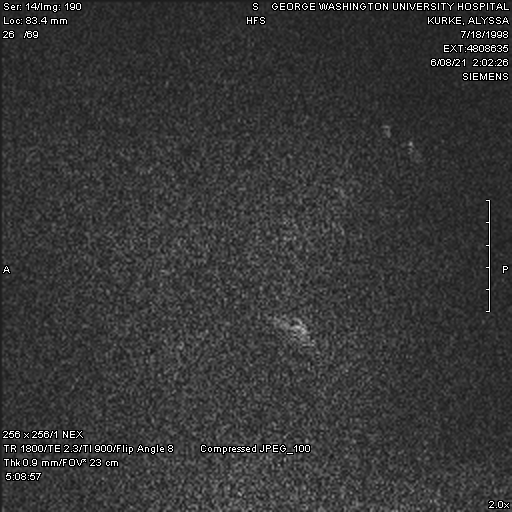 Ser: 14/Img: 190
Loc: 83.4 mm
26 /69
S
HFS
GEORGE WASHINGTON UNIVERSITY HOSPITAL
KURKE, ALYSSA
7/18/1998
EXT:4808635
6/08/21 2:02:26
SIEMENS
A
P
256 x 256/1 NEX
TR 1800/TE 2.3/TI 900/Flip Angle 8
Compressed JPEG_100
Thk 0.9 mm/FOV* 23 cm
5:08:57
2.0x